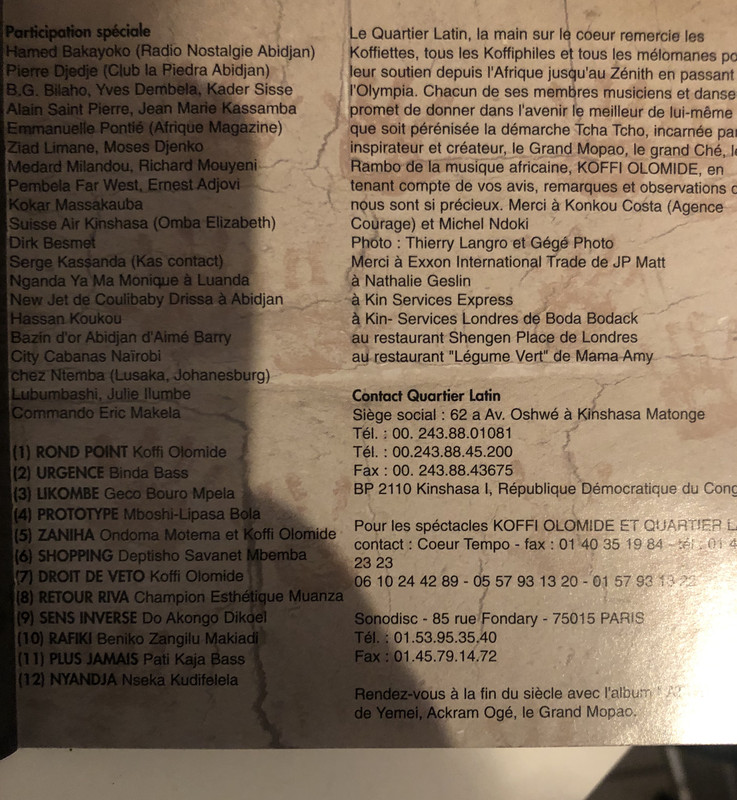 Participation spéciale
Hamed Bakayoko (Radio Nostalgie Abidjan)
Pierre Djedje (Club la Piedra Abidjan)
B.G. Bilaho, Yves Dembela, Kader Sisse
Alain Saint Pierre, Jean Marie Kassamba
Emmanuelle Pontié (Afrique Magazine)
Ziad Limane, Moses Djenko
Medard Milandou, Richard Mouyeni
Pembela Far West, Ernest Adjovi
Kokar Massakauba
Suisse Air Kinshasa (Omba Elizabeth)
Dirk Besmet
Serge Kassanda (Kas contact)
Nganda Ya Ma Monique à Luanda
New Jet de Coulibaby Drissa à Abidjan
Hassan Koukou
Bazin d'or Abidjan d'Aimé Barry
City Cabanas Naïrobi
chez Ntemba (Lusaka, Johanesburg)
Lubumbashi, Julie Ilumbe
Commando Eric Makela
(1) ROND POINT Koffi Olomide
(2) URGENCE Binda Bass
(3) LIKOMBE Geco Bouro Mpela
(4) PROTOTYPE Mboshi-Lipasa Bola
(5) ZANIHA Ondoma Motema et Koffi Olomide
(6) SHOPPING Deptisho Savanet Mbemba
(7) DROIT DE VETO Koffi Olomide
(8) RETOUR RIVA Champion Esthétique Muanza
(9) SENS INVERSE Do Akongo Dikoel
(10) RAFIKI Beniko Zangilu Makiadi
(11) PLUS JAMAIS Pati Kaja Bass
(12) NYANDJA Nseka Kudifelela
Le Quartier Latin, la main sur le coeur remercie les
Koffiettes, tous les Koffiphiles et tous les mélomanes
leur soutien depuis l'Afrique jusqu'au Zénith en passant
l'Olympia. Chacun de ses membres musiciens et danse
promet de donner dans l'avenir le meilleur de lui-même
que soit pérénisée la démarche Tcha Tcho, incarnée
inspirateur et créateur, le Grand Mopao, le grand Ché,
Rambo de la musique africaine, KOFFI OLOMIDE, en
tenant compte de vos avis, remarques et observations
nous sont si précieux. Merci à Konkou Costa (Agence
Courage) et Michel Ndoki
Photo : Thierry Langro et Gégé Photo
Merci à Exxon International Trade de JP Matt
à Nathalie Geslin
à Kin Services Express
à Kin- Services Londres de Boda Bodack
au restaurant Shengen Place de Londres
au restaurant "Légume Vert" de Mama Amy
Contact Quartier Latin
Siège social : 62 a Av. Oshwé à Kinshasa Matonge
Tél. : 00. 243.88.01081
Tél. : 00.243.88.45.200
Fax : 00. 243.88.43675
BP 2110 Kinshasa I, République Démocratique du Cong
Pour les spéctacles KOFFI OLOMIDE ET QUARTIER
contact : Coeur Tempo - fax : 01 40 35 19 84 - tél : 01
23 23
06 10 24 42 89 - 05 57 93 13 20 - 01 57 93 13
Sonodisc - 85 rue Fondary - 75015 PARIS
Tél. : 01.53.95.35.40
Fax : 01.45.79.14.72
Rendez-vous à la fin du siècle avec l'album
de Yemei, Ackram Ogé, le Grand Mopao.